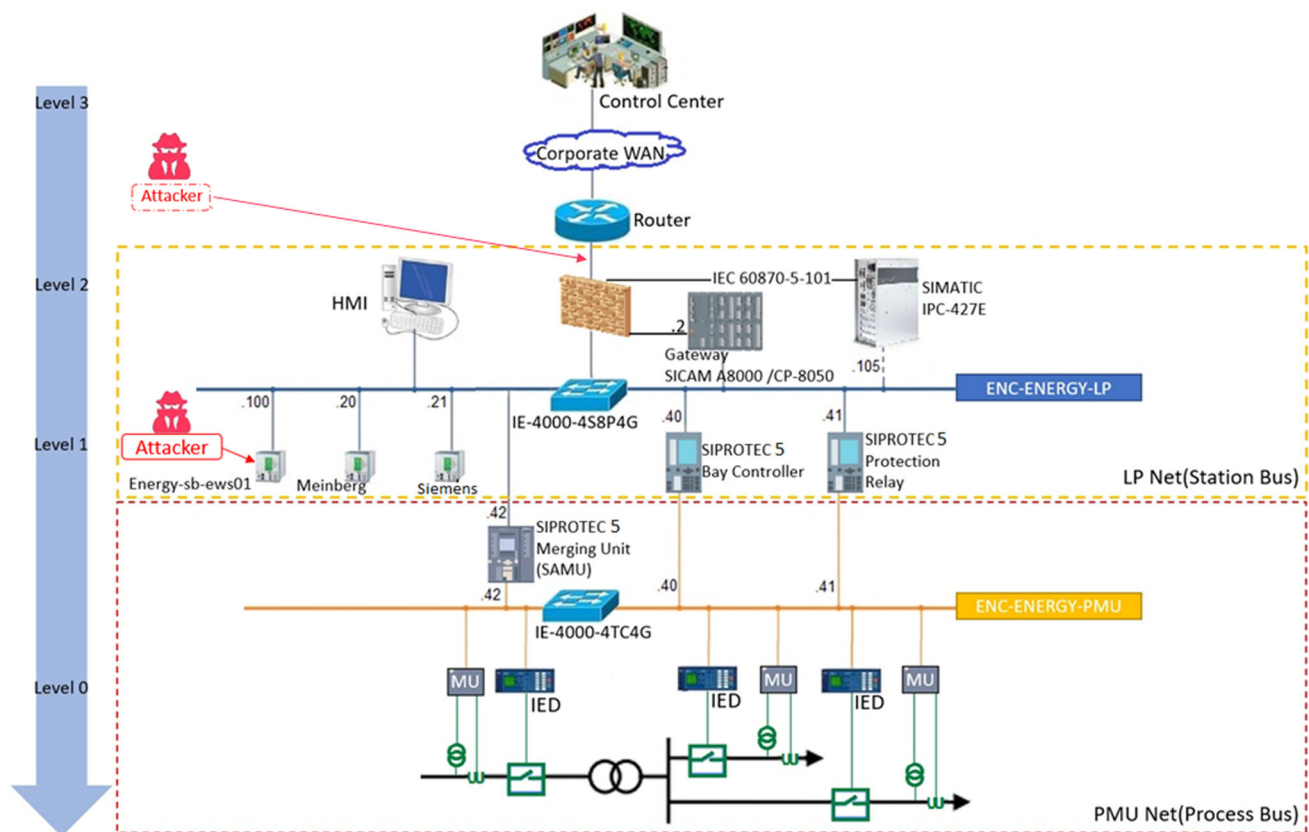 Control Center
Level 3
Corporate WAN
Attacker
Router
Level 2
HMI
IEC 60870-5-101
SIMATIC
IPC-427E
.2
Gateway
SICAM A8000 /CP-8050
.105
ENC-ENERGY-LP
.100
.20
.21
IE-4000-4S8P4G
.40
.41
Attacker
Level 1
SIPROTEC 5
Bay Controller
SIPROTEC 5
Protection
Relay
Energy-sb-ews01
Meinberg
Siemens
LP Net(Station Bus)
.42
SIPROTEC 5
Merging Unit
(SAMU)
.42
.40
.41
IE-4000-4TC4G
ENC-ENERGY-PMU
Level 0
MU
IED
IED
MU
IED
MU
PMU Net(Process Bus)